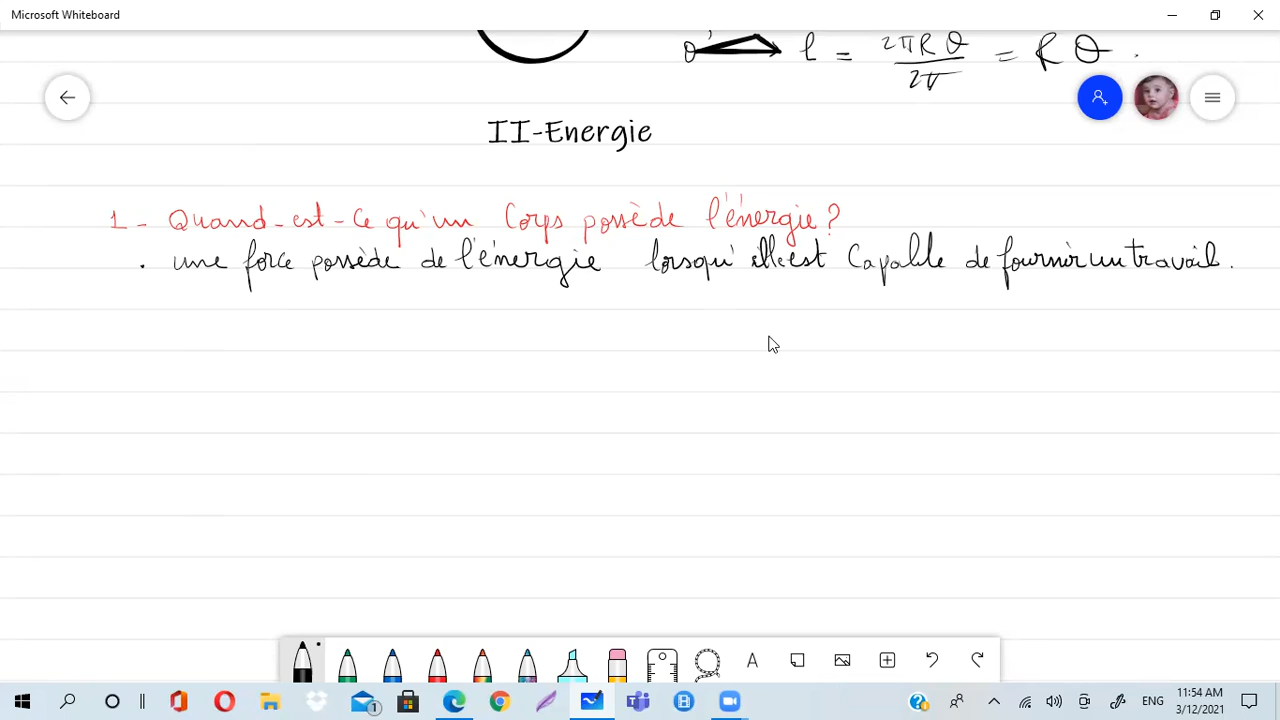 Microsoft Whiteboard
θ l = 2πRθ / 2π = Rθ.
II-Energie
1 - Quand-est-ce qu'un Corps possède l'énergie?
. une force possède de l'énergie lorsqu'elle est Capable de fournir un travail.
A
1
ENG
11:54 AM
3/12/2021